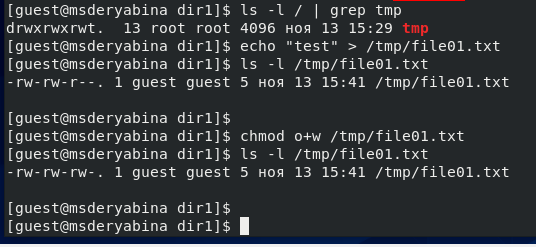 [guest@msderyabina dir1]$ ls -l / | grep tmp
drwxrwxrwt.  13 root root 4096 ноя 13 15:29 tmp
[guest@msderyabina dir1]$ echo "test" > /tmp/file01.txt
[guest@msderyabina dir1]$ ls -l /tmp/file01.txt
-rw-rw-r--. 1 guest guest 5 ноя 13 15:41 /tmp/file01.txt
[guest@msderyabina dir1]$
[guest@msderyabina dir1]$ chmod o+w /tmp/file01.txt
[guest@msderyabina dir1]$ ls -l /tmp/file01.txt
-rw-rw-rw-. 1 guest guest 5 ноя 13 15:41 /tmp/file01.txt
[guest@msderyabina dir1]$
[guest@msderyabina dir1]$